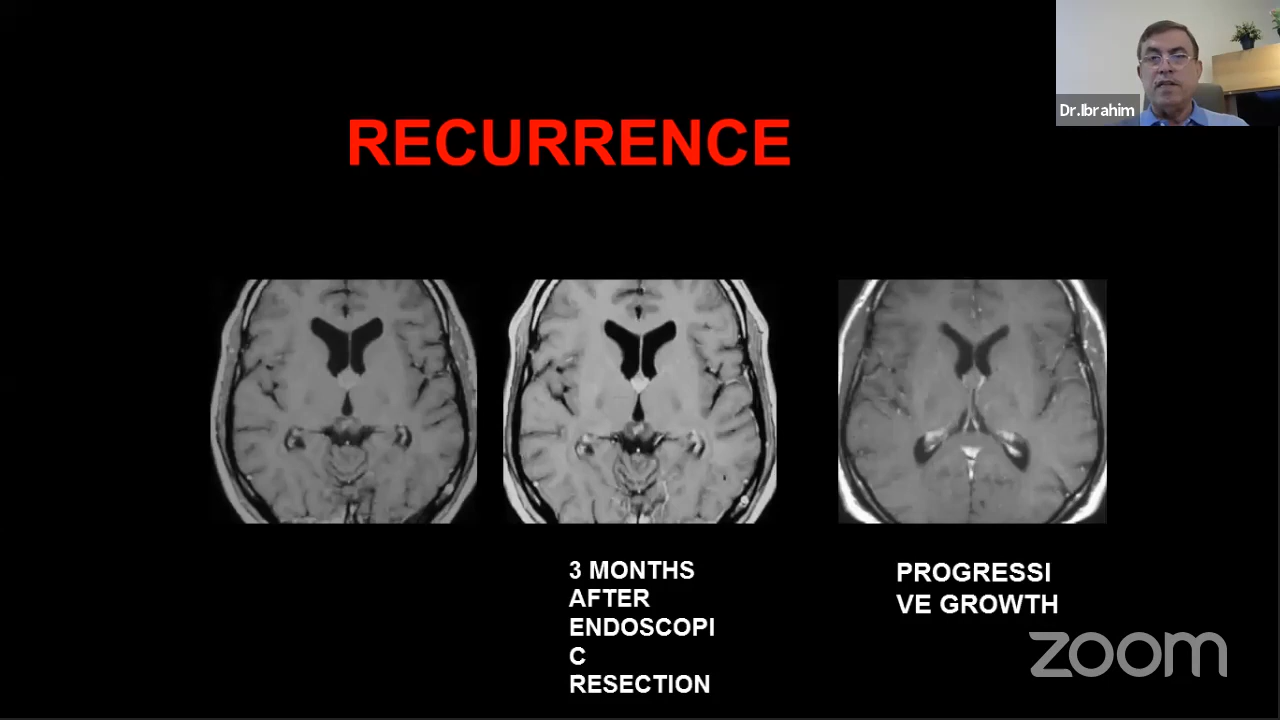 Dr.Ibrahim
RECURRENCE
3 MONTHS
AFTER
ENDOSCOPI
C
RESECTION
PROGRESSI
VE GROWTH
zoom